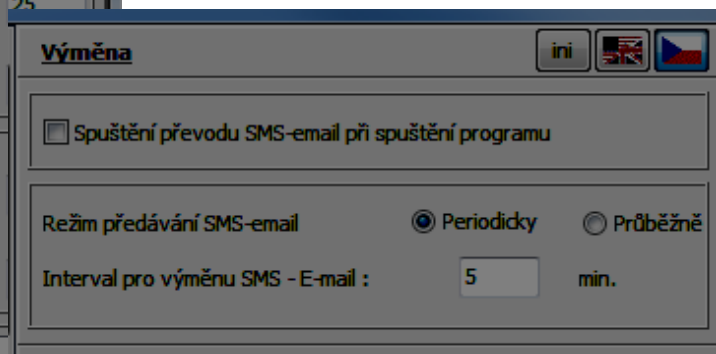 25
Výměna
ini
Spuštění převodu SMS-email při spuštění programu
Režim předávání SMS-email Periodicky Průběžně
Interval pro výměnu SMS - E-mail : 5 min.